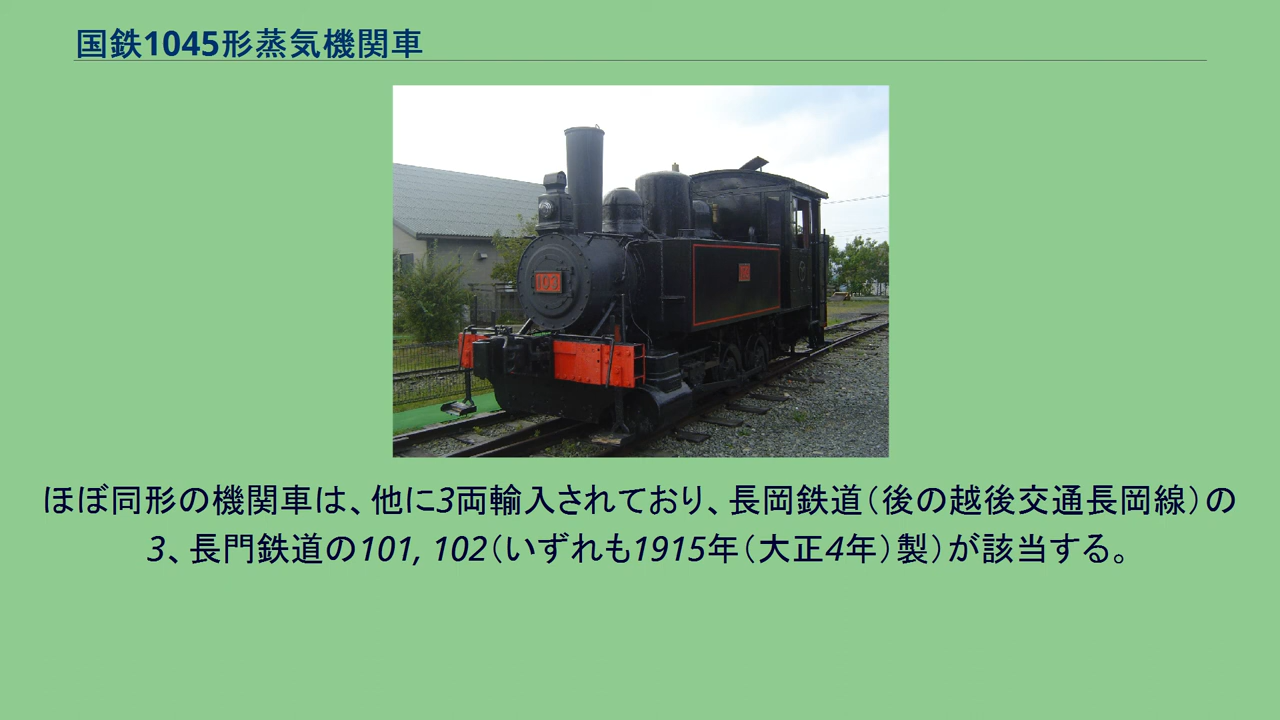 国鉄1045形蒸気機関車
103
ほぼ同形の機関車は、他に3両輸入されており、長岡鉄道（後の越後交通長岡線）の
3、長門鉄道の101, 102（いずれも1915年（大正4年）製）が該当する。